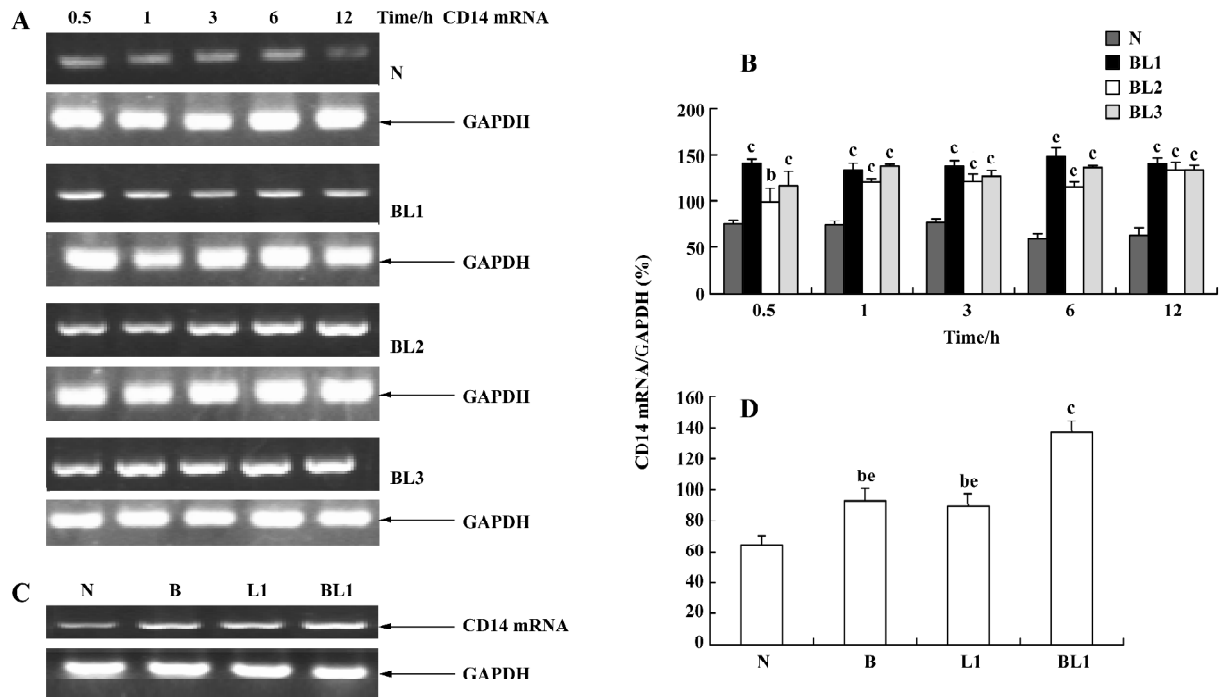 A
0.5 1 3 6 12 Time/h CD14 mRNA
N
GAPDH
BL1
GAPDH
BL2
GAPDH
BL3
GAPDH
C
N B L1 BL1
CD14 mRNA
GAPDH
B
N
BL1
BL2
BL3
CD14 mRNA/GAPDH (%)
200
150
100
50
0
c b c c c c c c c c c c c c c
0.5 1 3 6 12
Time/h
D
160
140
120
100
80
60
40
20
0
be be c
N B L1 BL1